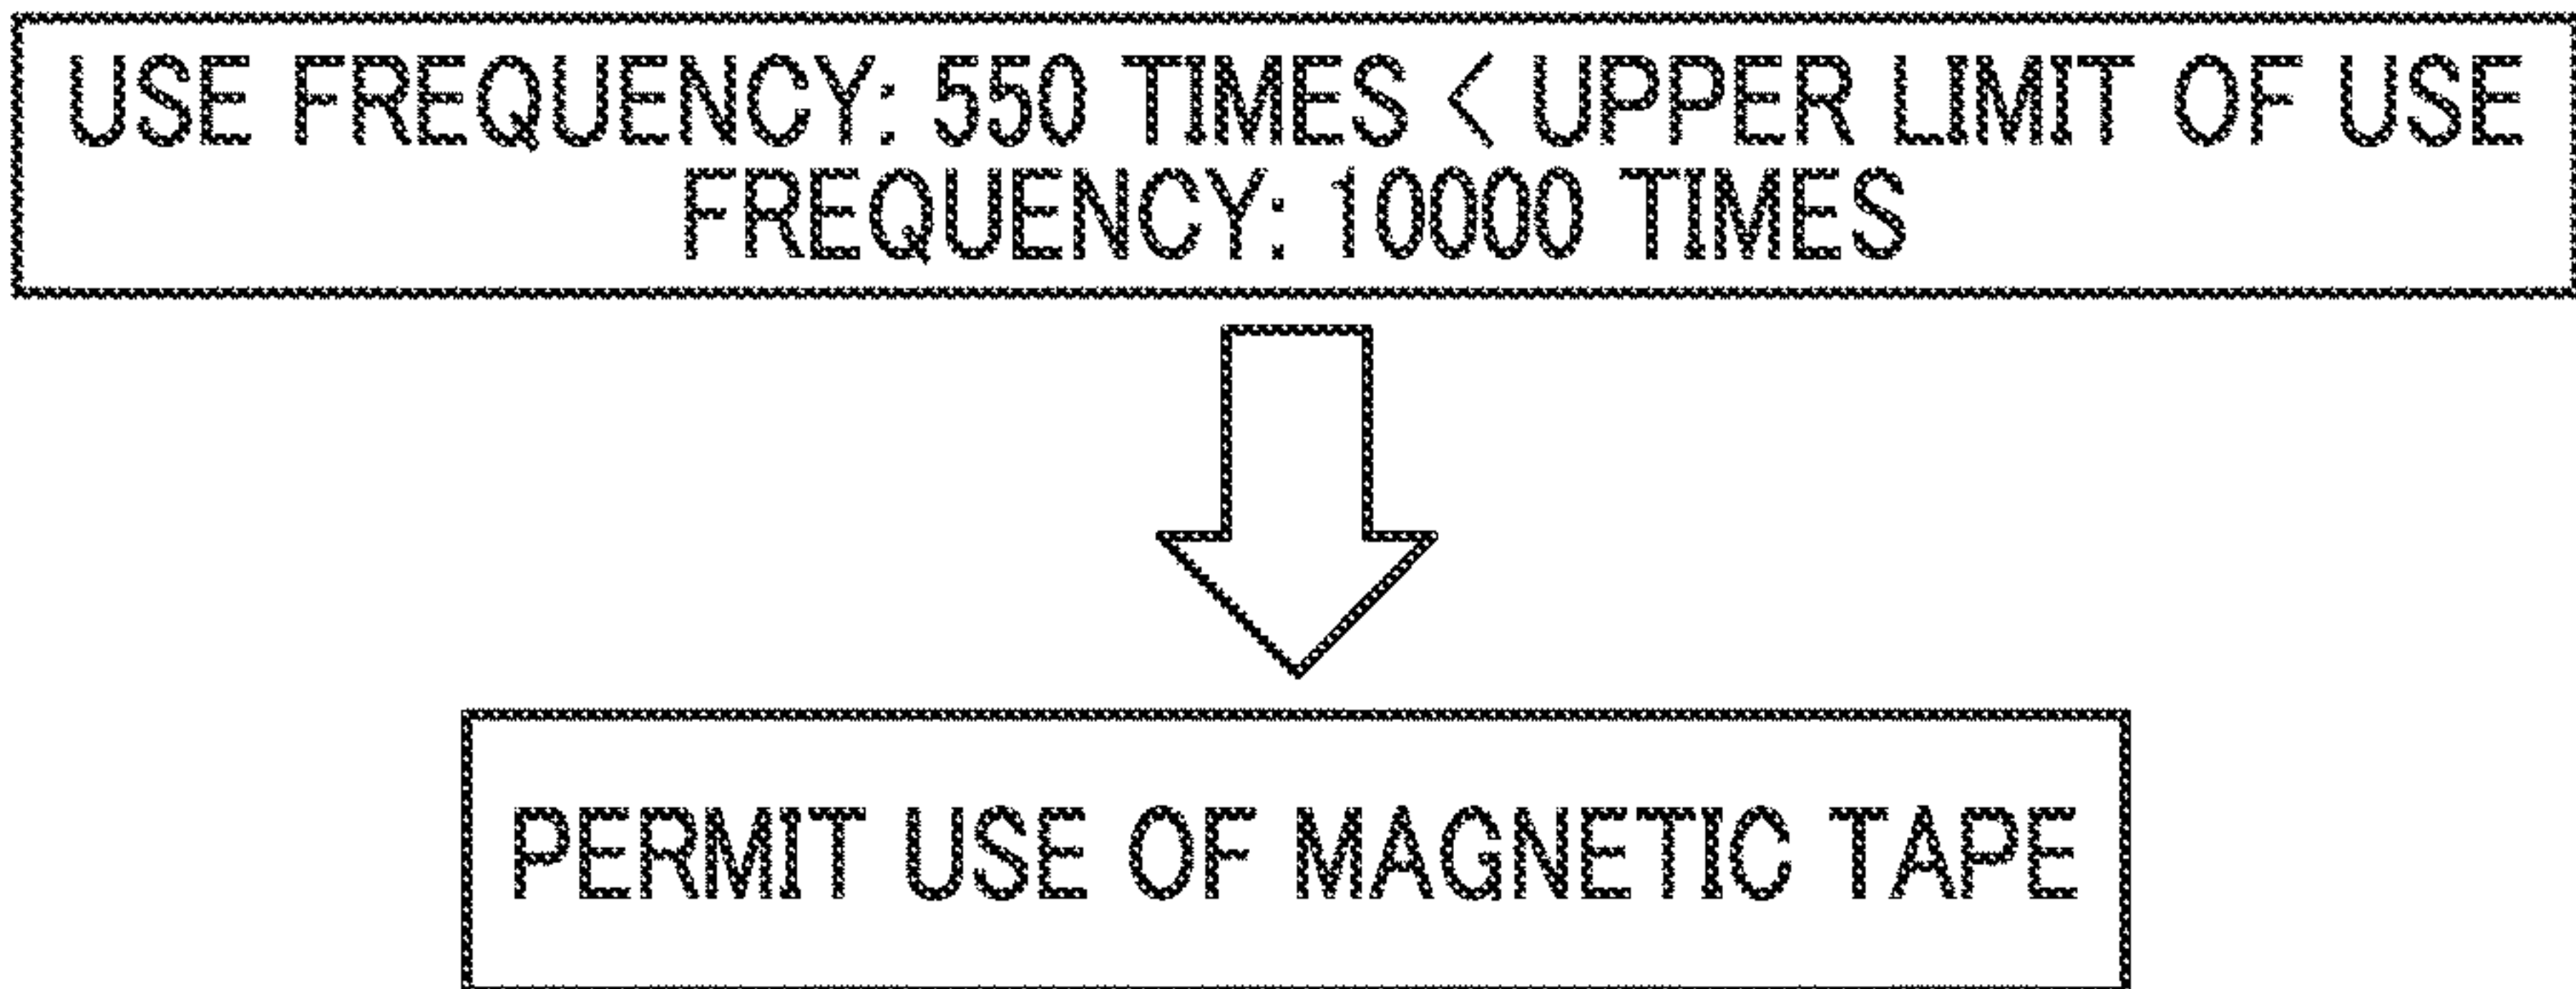 USE FREQUENCY: 550 TIMES < UPPER LIMIT OF USE
FREQUENCY: 10000 TIMES
PERMIT USE OF MAGNETIC TAPE